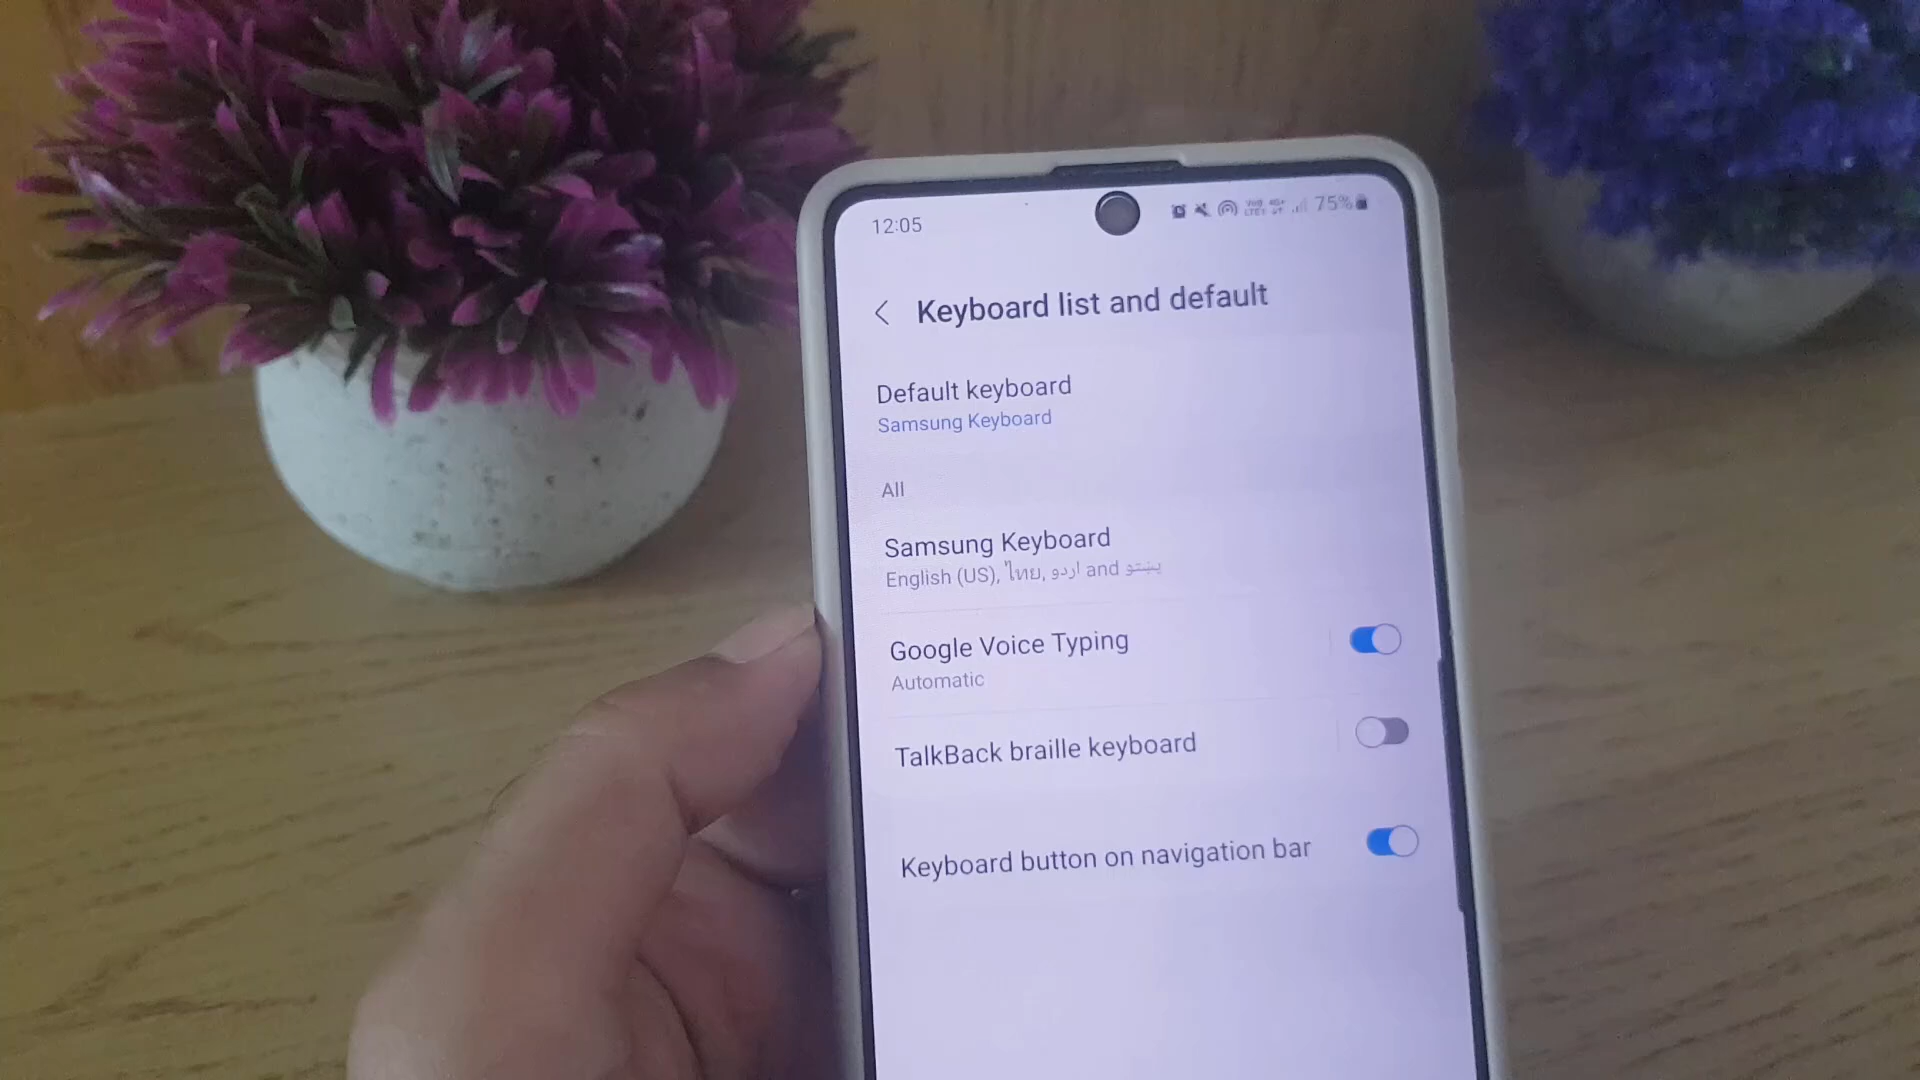 12:05
75%
Keyboard list and default
Default keyboard
Samsung Keyboard
All
Samsung Keyboard
English (US), ไทย, اردو and پښتو
Google Voice Typing
Automatic
TalkBack braille keyboard
Keyboard button on navigation bar